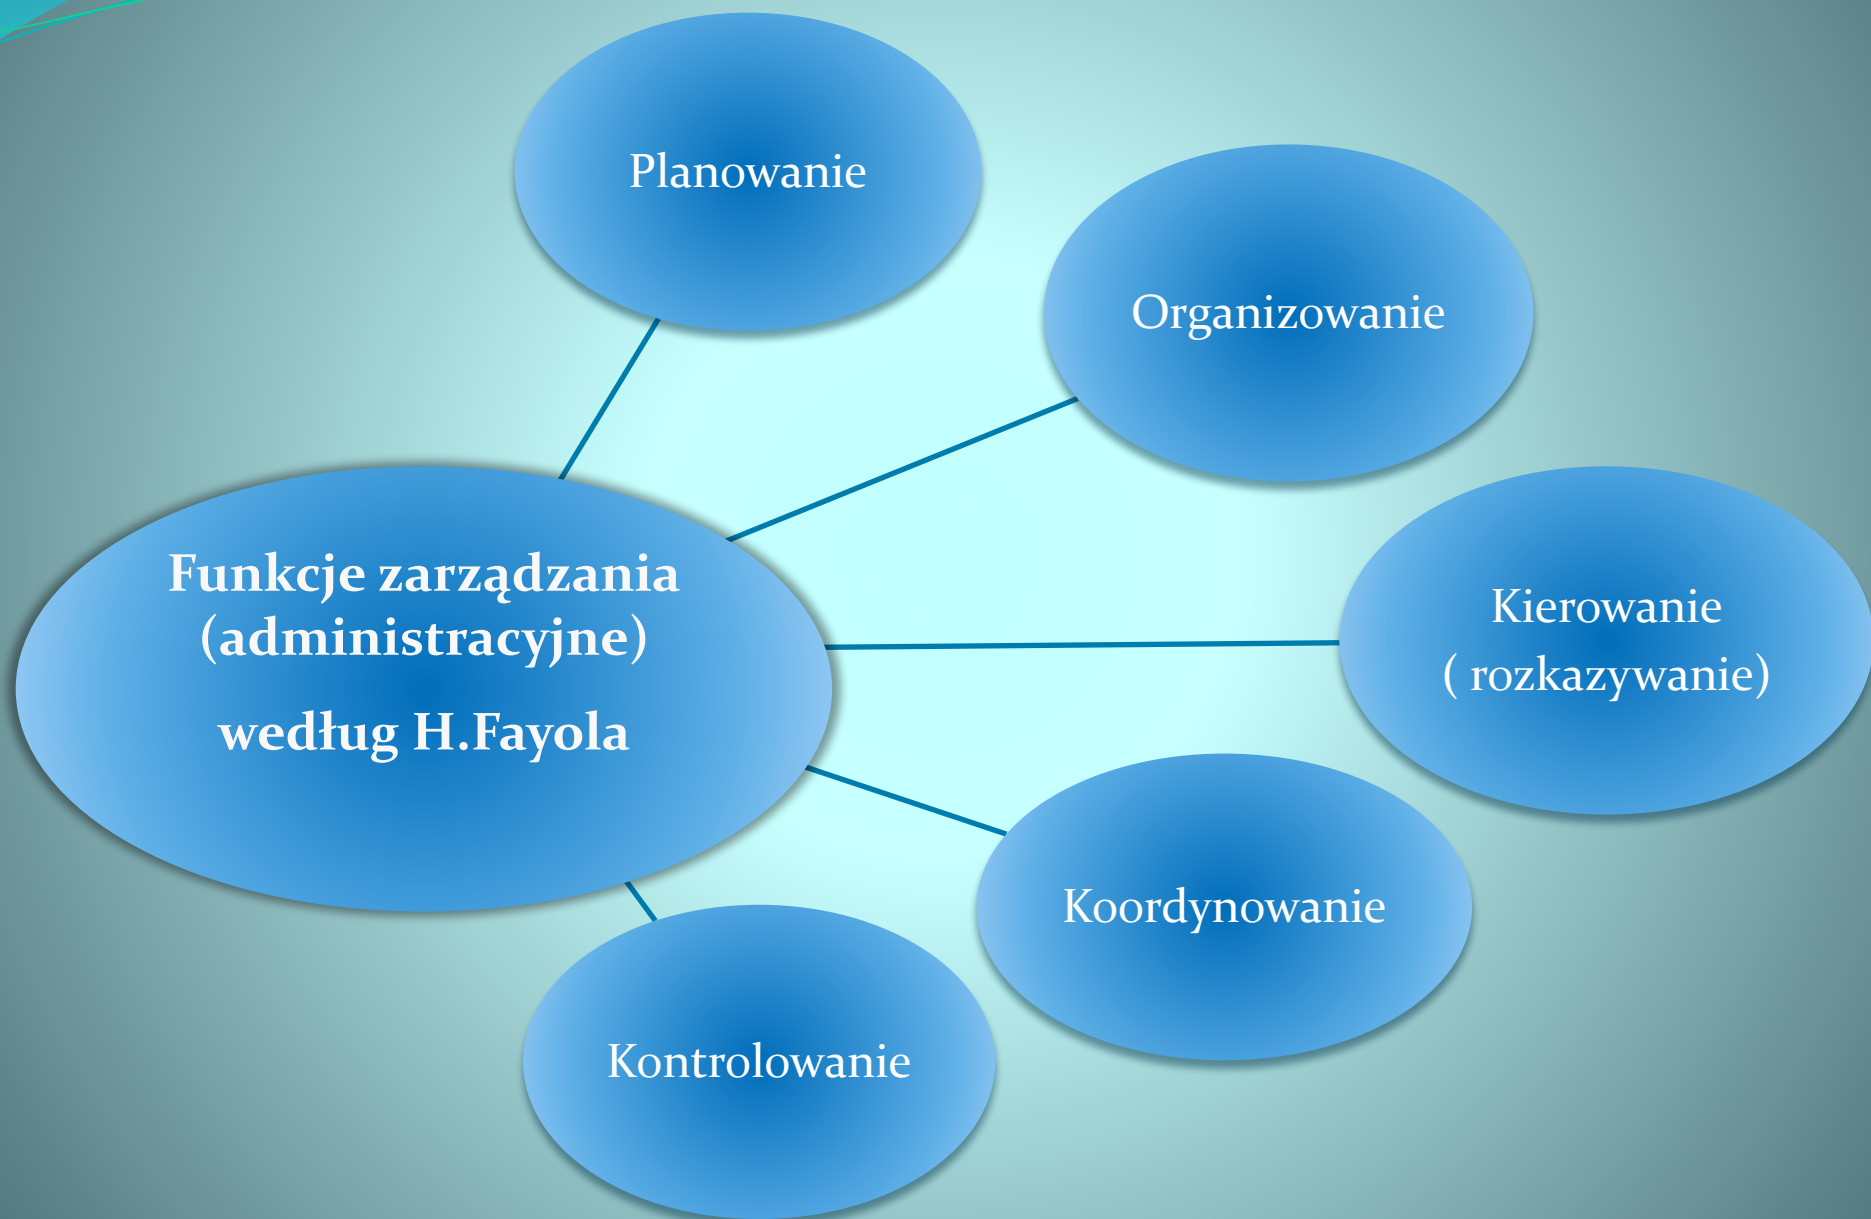 Planowanie
Organizowanie
Funkcje zarządzania
(administracyjne)
według H.Fayola
Kierowanie
( rozkazywanie)
Koordynowanie
Kontrolowanie